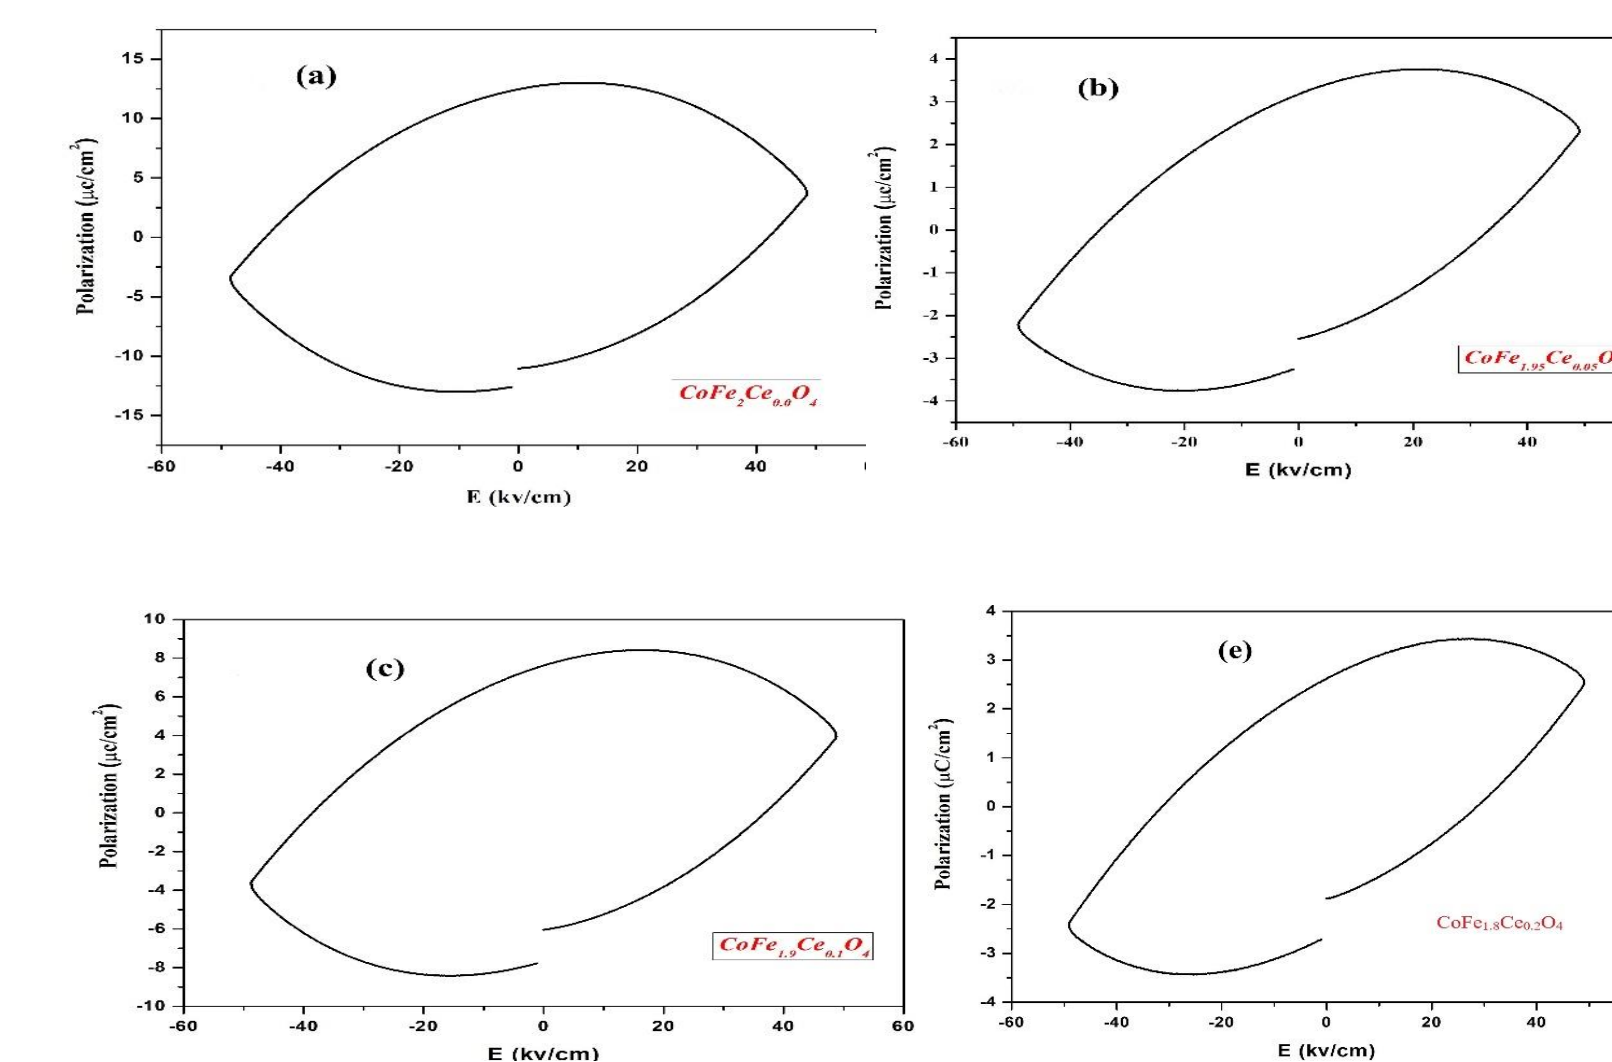 (a)
15
10
5
0
-5
-10
-15
Polarization (μc/cm²)
CoFe₂Ce₀.₀O₄
-60 -40 -20 0 20 40
E (kv/cm)
(b)
4
3
2
1
0
-1
-2
-3
-4
Polarization (μc/cm²)
CoFe₁.₉₅Ce₀.₀₅O
-60 -40 -20 0 20 40
E (kv/cm)
(c)
10
8
6
4
2
0
-2
-4
-6
-8
-10
Polarization (μc/cm²)
CoFe₁.₉Ce₀.₁O₄
-60 -40 -20 0 20 40 60
E (kv/cm)
(e)
4
3
2
1
0
-1
-2
-3
-4
Polarization (μC/cm²)
CoFe₁.₈Ce₀.₂O₄
-60 -40 -20 0 20 40
E (kv/cm)